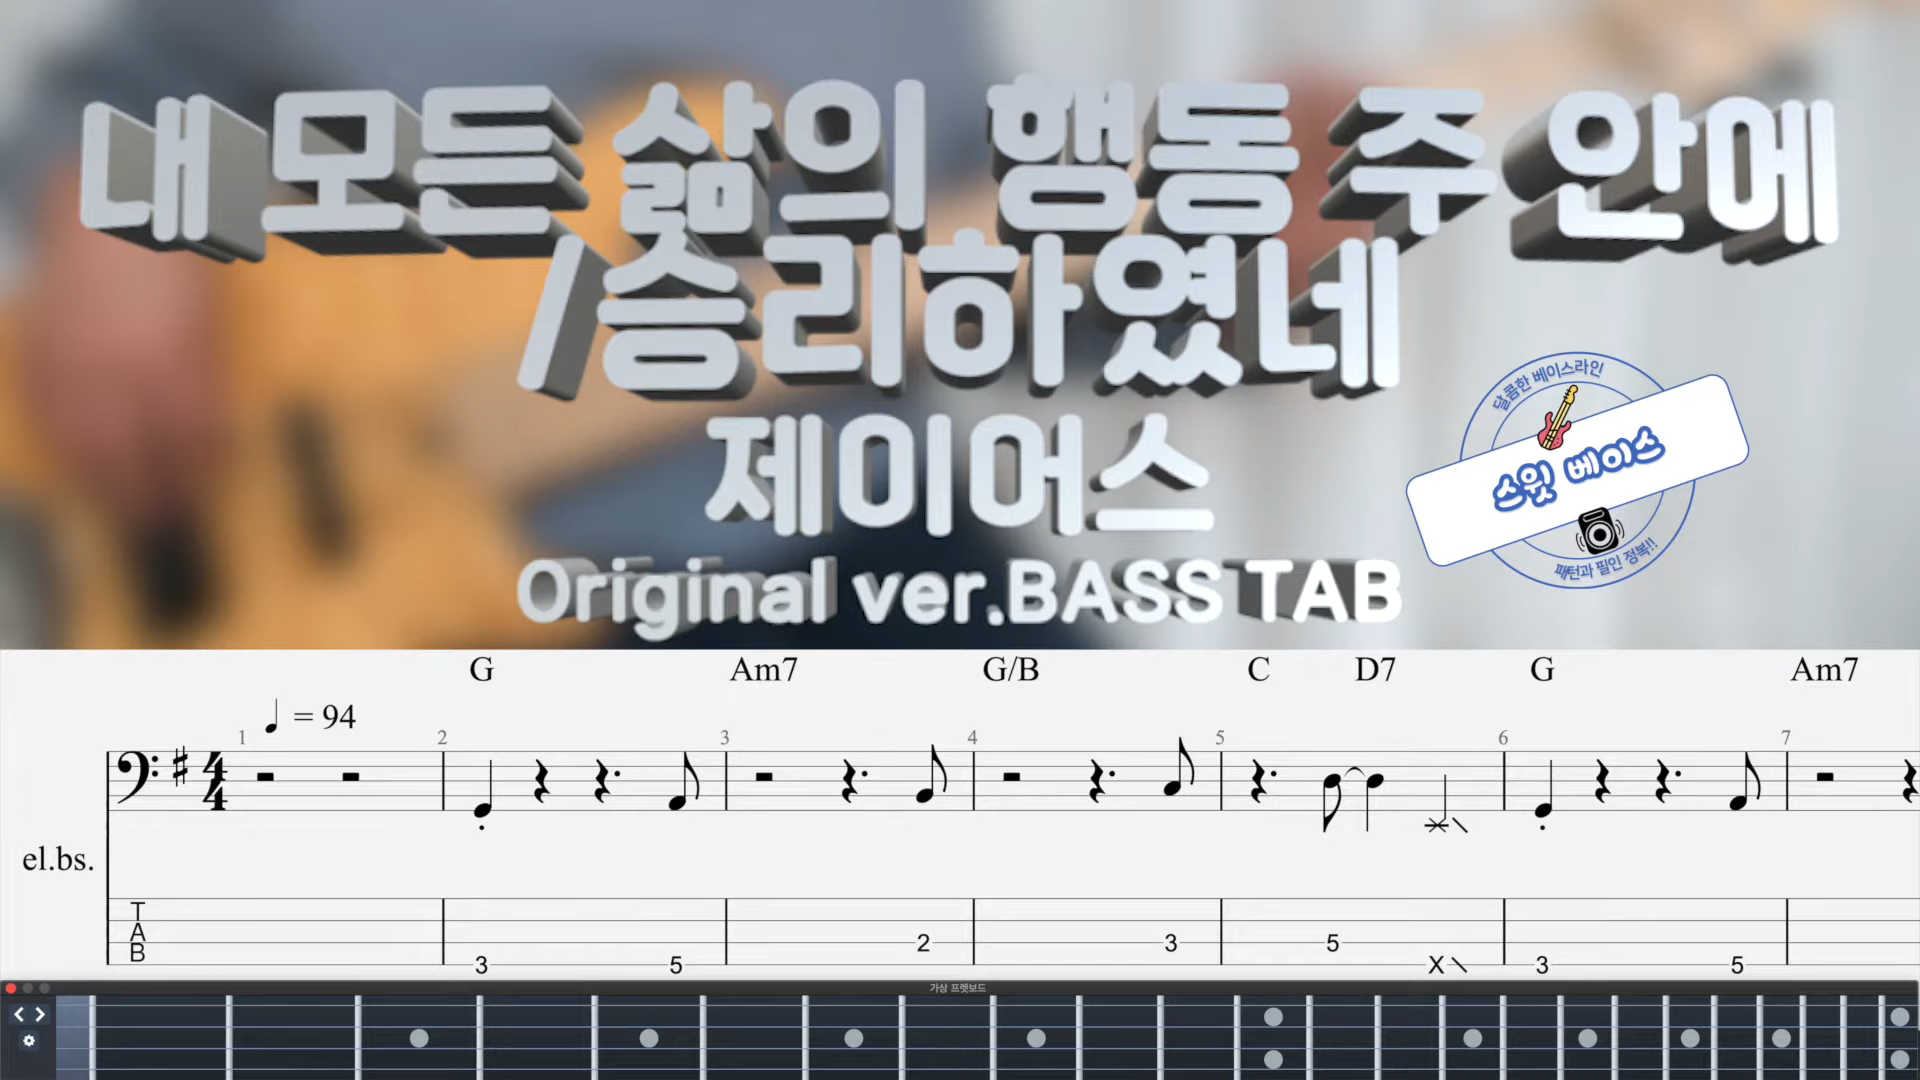 내 모든 삶의 행동 주 안에
/승리하였네
제이어스
Original ver.BASS TAB
달콤한 베이스라인
스윗 베이스
패턴과 필인 정복!!
G Am7 G/B C D7 G Am7
♩ = 94
1 2 3 4 5 6 7
4
4
el.bs.
T
A
B
2 3 5
3 5 X 3 5
가상 프렛보드